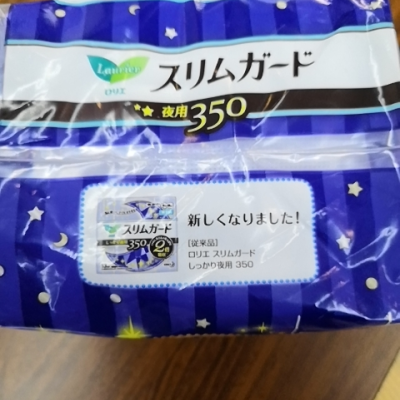 Laurier
ロリエ
スリムガード
夜用350
スリムガード
350
2
新しくなりました!
[従来品]
ロリエ スリムガード
しっかり夜用 350